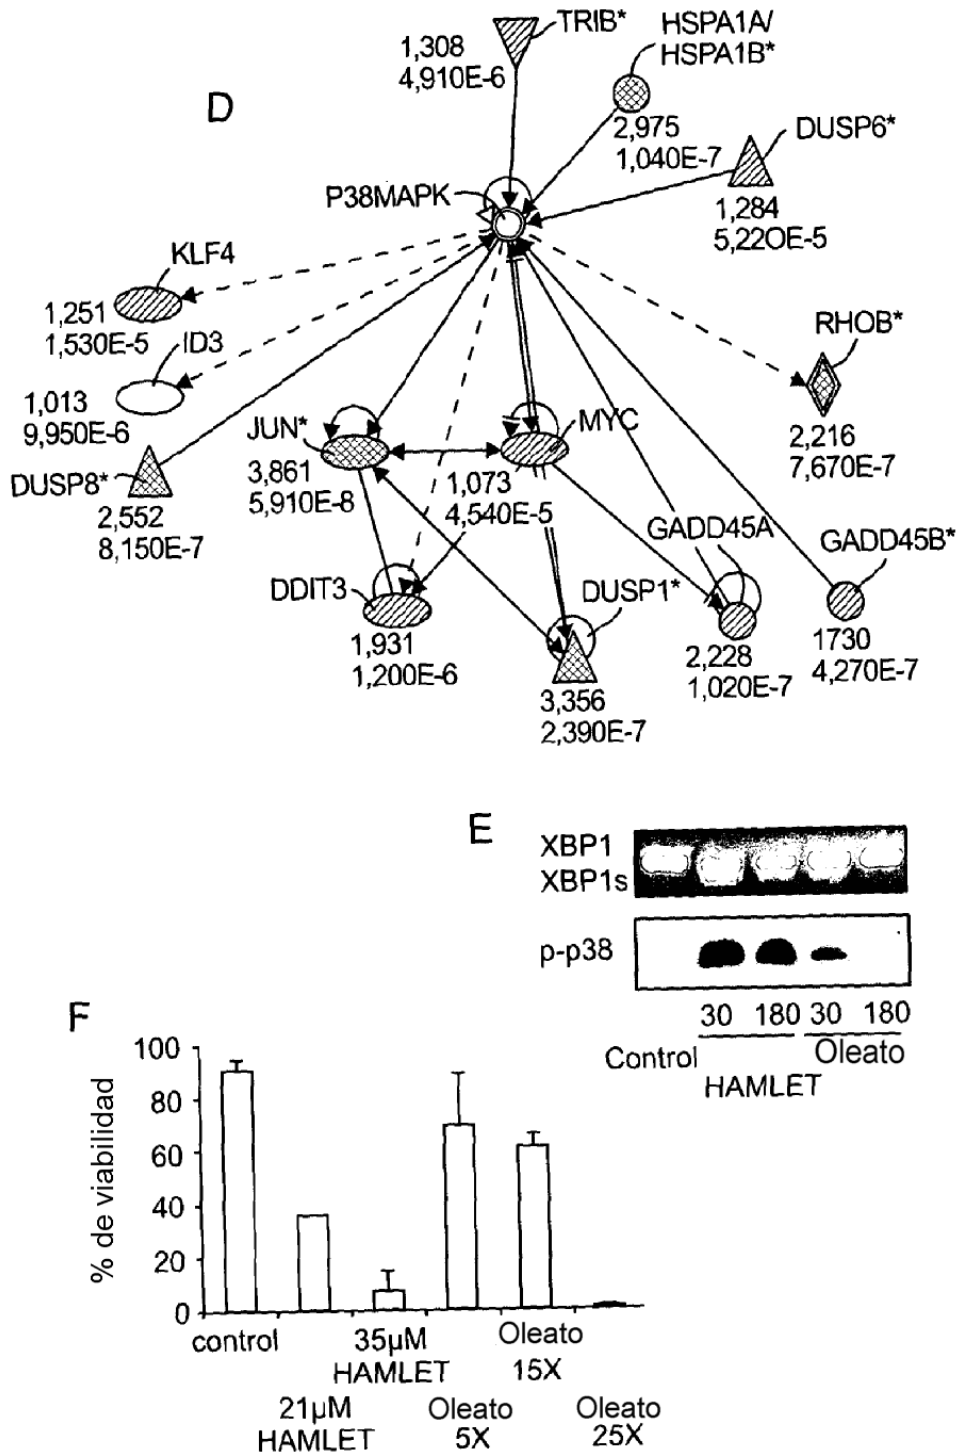 D
TRIB*
1,308
4,910E-6
HSPA1A/
HSPA1B*
2,975
1,040E-7
DUSP6*
1,284
5,220E-5
P38MAPK
KLF4
1,251
1,530E-5
ID3
1,013
9,950E-6
RHOB*
2,216
7,670E-7
JUN*
3,861
5,910E-8
MYC
1,073
4,540E-5
DUSP8*
2,552
8,150E-7
GADD45A
2,228
1,020E-7
GADD45B*
1730
4,270E-7
DDIT3
1,931
1,200E-6
DUSP1*
3,356
2,390E-7
E
XBP1
XBP1s
p-p38
30 180 30 180
Control
Oleato
HAMLET
F
% de viabilidad
100
80
60
40
20
0
control
21µM
HAMLET
35µM
HAMLET
Oleato
5X
Oleato
15X
Oleato
25X